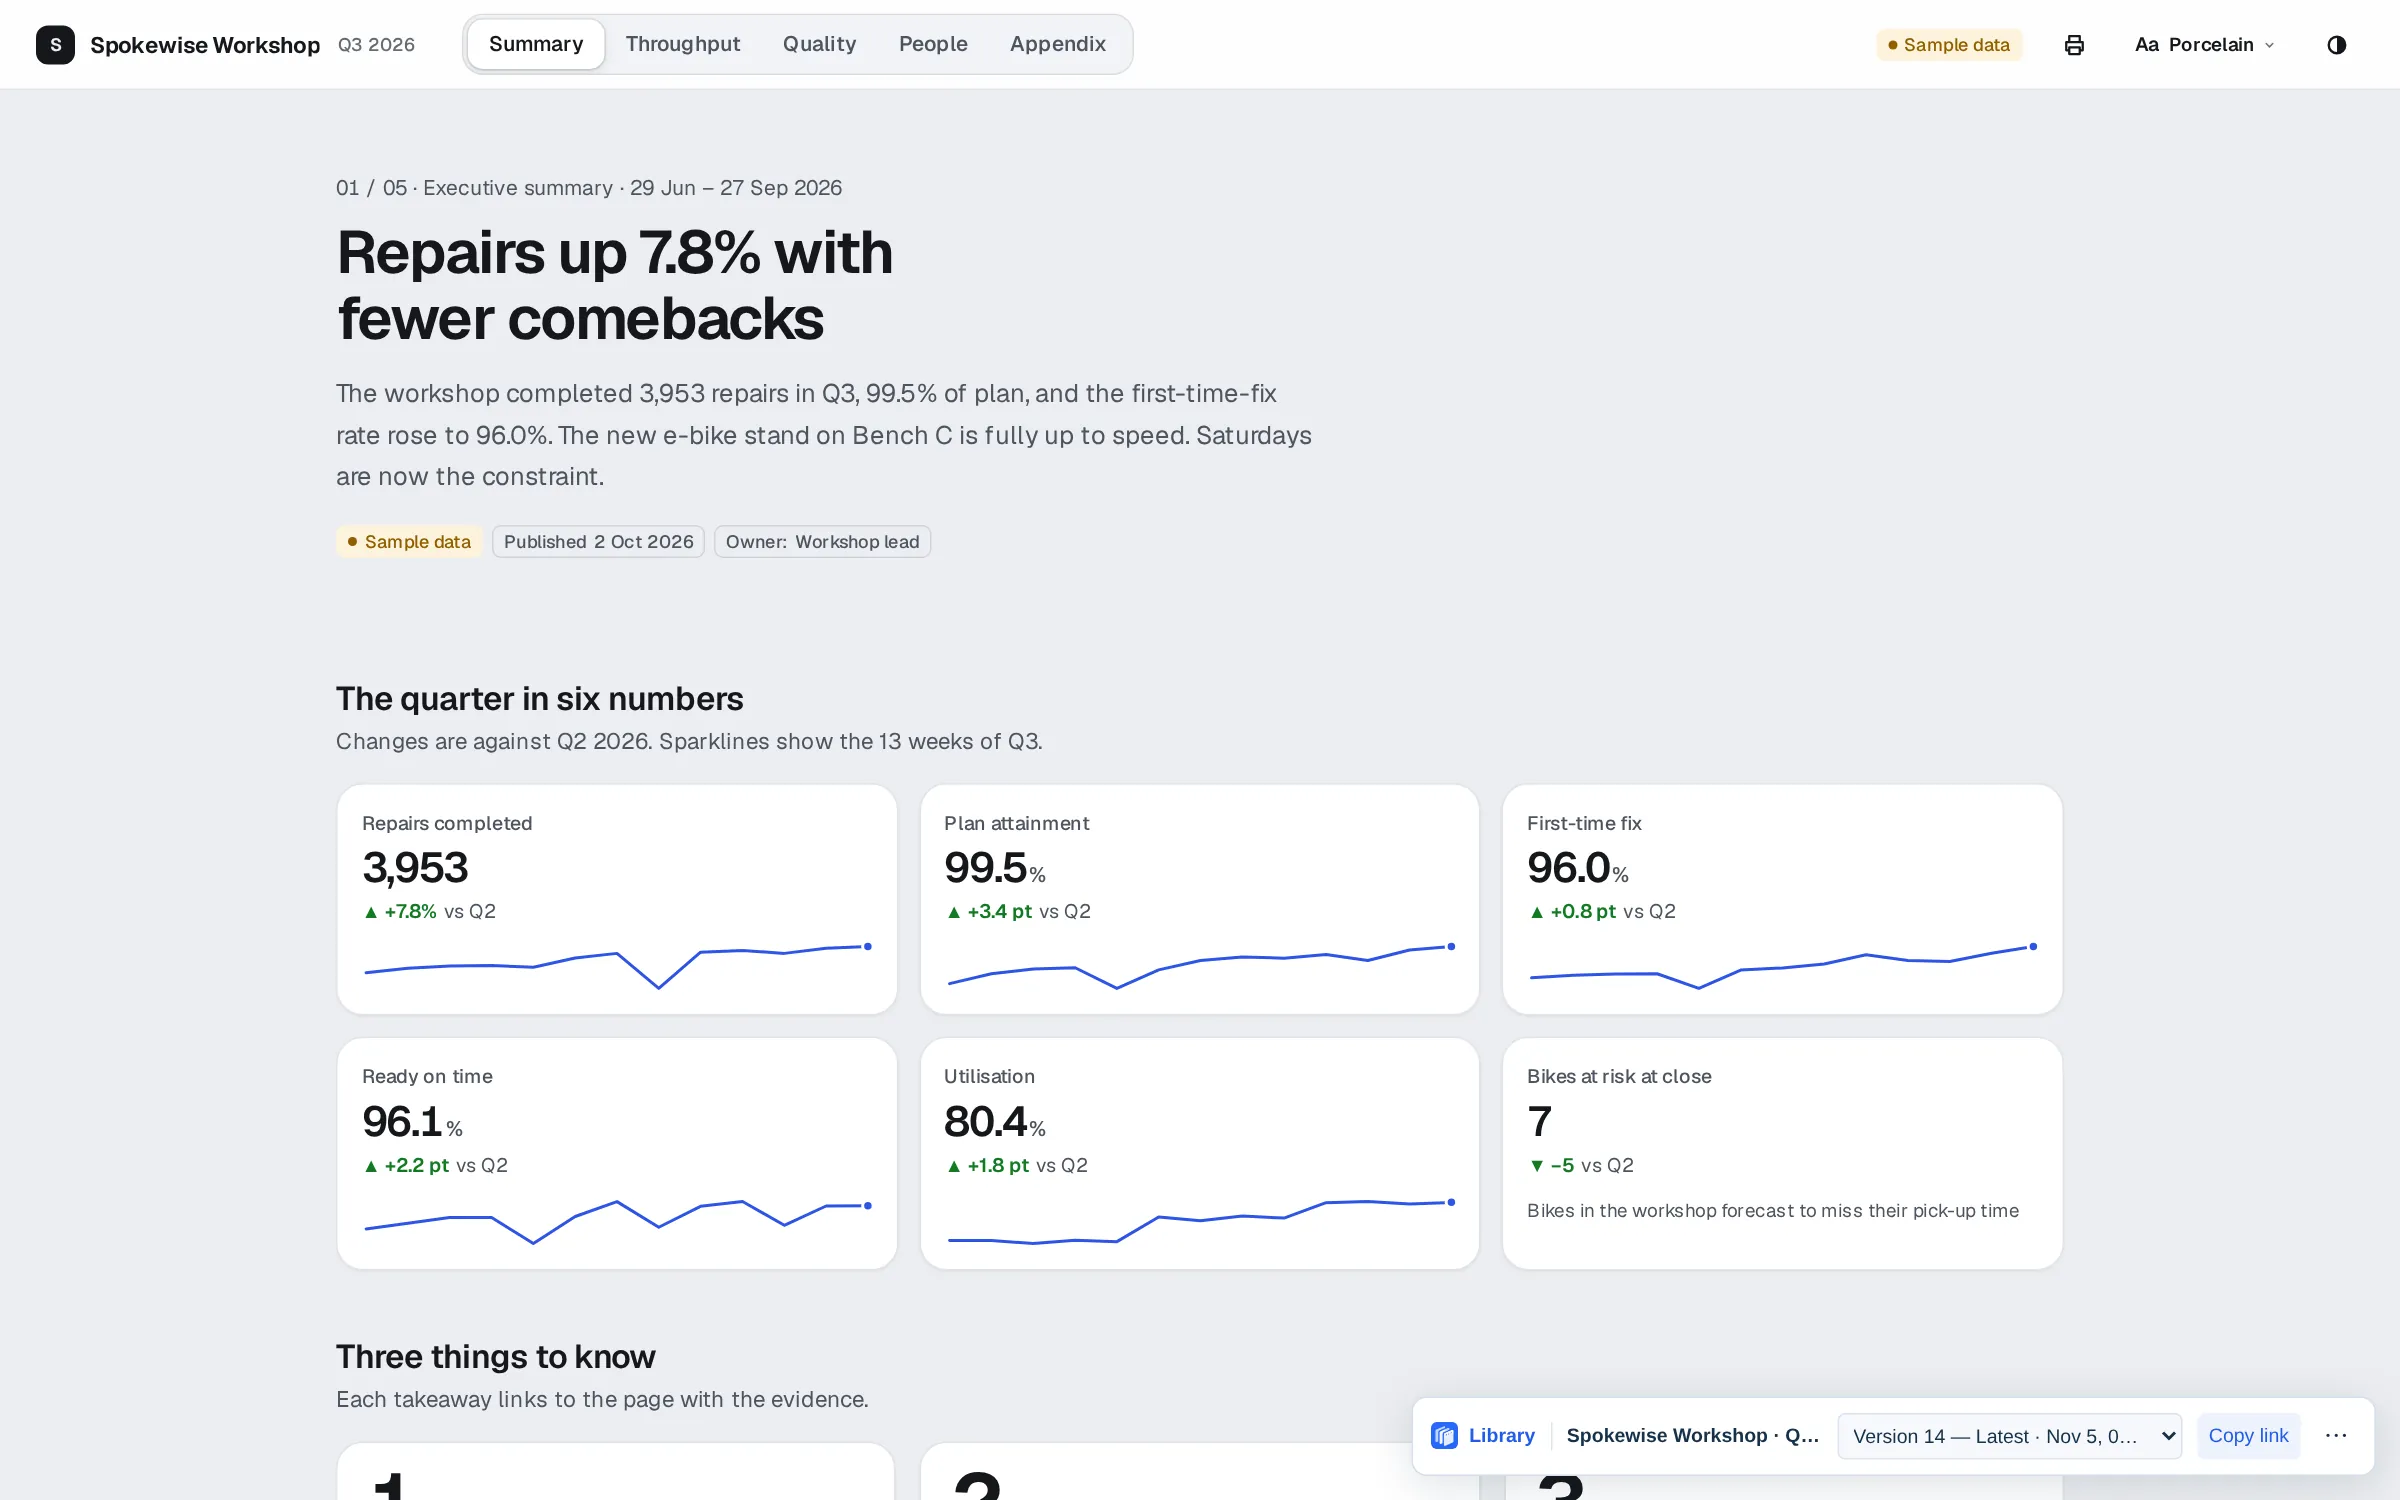 S Spokewise Workshop Q3 2026 Summary Throughput Quality People Appendix Sample data Aa Porcelain
01 / 05 · Executive summary · 29 Jun – 27 Sep 2026
Repairs up 7.8% with
fewer comebacks
The workshop completed 3,953 repairs in Q3, 99.5% of plan, and the first-time-fix
rate rose to 96.0%. The new e-bike stand on Bench C is fully up to speed. Saturdays
are now the constraint.
Sample data Published 2 Oct 2026 Owner: Workshop lead
The quarter in six numbers
Changes are against Q2 2026. Sparklines show the 13 weeks of Q3.
Repairs completed
3,953
▲ +7.8% vs Q2
Plan attainment
99.5%
▲ +3.4 pt vs Q2
First-time fix
96.0%
▲ +0.8 pt vs Q2
Ready on time
96.1%
▲ +2.2 pt vs Q2
Utilisation
80.4%
▲ +1.8 pt vs Q2
Bikes at risk at close
7
▼ −5 vs Q2
Bikes in the workshop forecast to miss their pick-up time
Three things to know
Each takeaway links to the page with the evidence.
1
2
3
Library Spokewise Workshop · Q... Version 14 — Latest · Nov 5, 0... Copy link ...